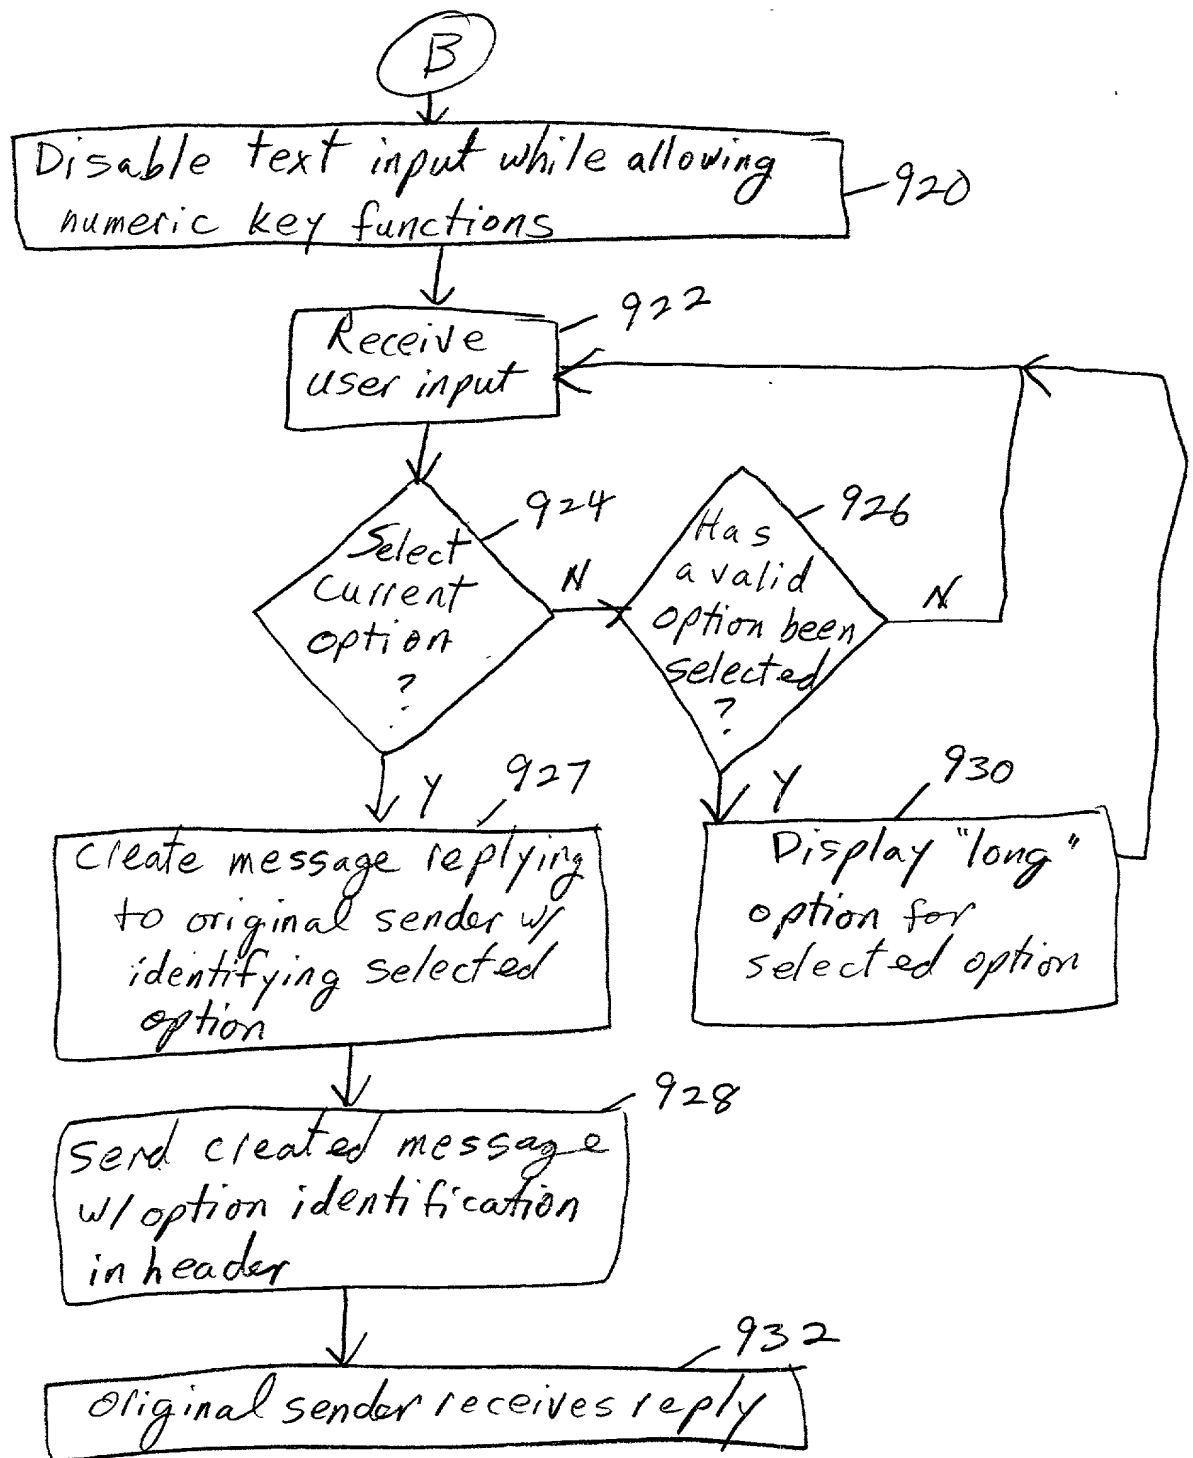 B
Disable text input while allowing
numeric key functions
920
922
Receive
user input
924
Select
current
option
?
N
926
Has
a valid
option been
selected
?
N
Y
927
Create message replying
to original sender w/
identifying selected
option
Y
930
Display "long"
option for
selected option
928
Send created message
w/ option identification
in header
932
Original sender receives reply